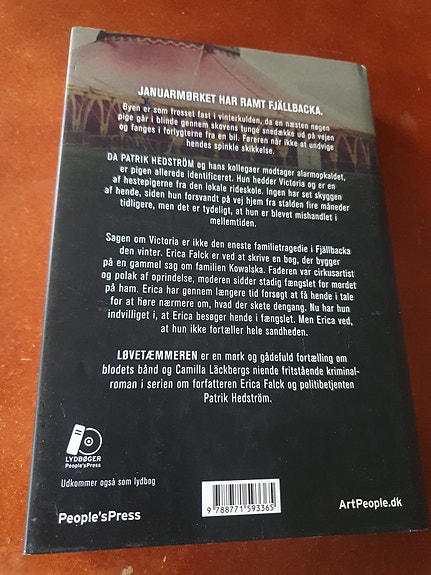 JANUARMØRKET HAR RAMT FJÄLLBACKA.
Byen er som frosset fast i vinterkulden, da en næsten nøgen
pige går i blinde gennem skovens tunge snedække ud på vejen
og fanges i forlygterne fra en bil. Føreren når ikke at undvige
hendes spinkle skikkelse.
DA PATRIK HEDSTRÖM og hans kollegaer modtager alarmopkaldet,
er pigen allerede identificeret. Hun hedder Victoria og er en
af hestepigerne fra den lokale rideskole. Ingen har set skyggen
af hende, siden hun forsvandt på vej hjem fra stalden fire måneder
tidligere, men det er tydeligt, at hun er blevet mishandlet i
mellemtiden.
Sagen om Victoria er ikke den eneste familietragedie i Fjällbacka
den vinter. Erica Falck er ved at skrive en bog, der bygger
på en gammel sag om familien Kowalska. Faderen var cirkusartist
og polak af oprindelse, moderen sidder stadig fængslet for mordet
på ham. Erica har gennem længere tid forsøgt at få hende i tale
for at høre nærmere om, hvad der skete dengang. Nu har hun
indvilliget i, at Erica besøger hende i fængslet. Men Erica ved,
at hun ikke fortæller hele sandheden.
LØVETÆMMEREN er en mørk og gådefuld fortælling om
blodets bånd og Camilla Läckbergs niende fritstående kriminal-
roman i serien om forfatteren Erica Falck og politibetjenten
Patrik Hedström.
LYDBØGER
People'sPress
Udkommer også som lydbog
People'sPress
9 788771 593365
ArtPeople.dk